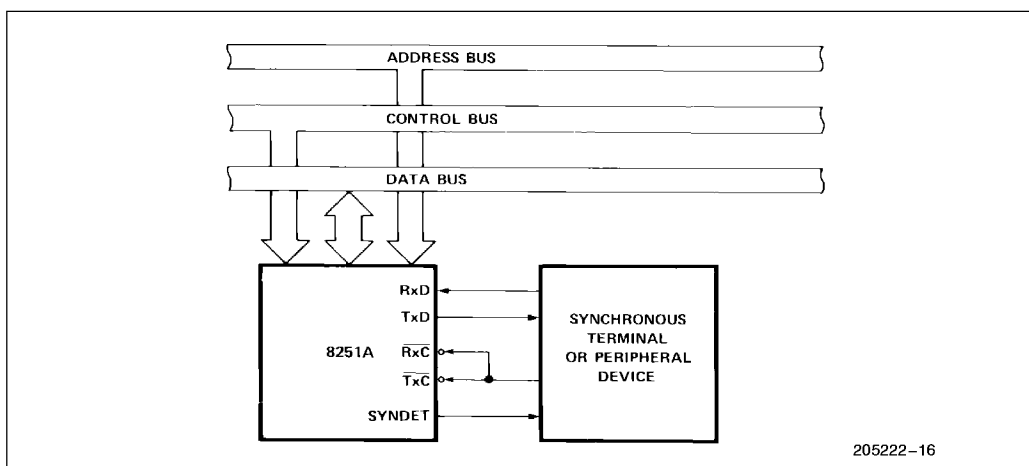 ADDRESS BUS
CONTROL BUS
DATA BUS
RxD
TxD
8251A
RxC
TxC
SYNDET
SYNCHRONOUS
TERMINAL
OR PERIPHERAL
DEVICE
205222-16